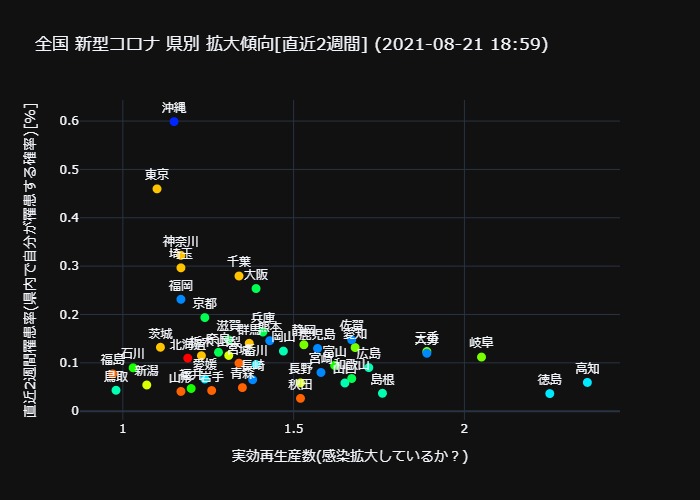 全国 新型コロナ 県別 拡大傾向[直近2週間] (2021-08-21 18:59)
直近2週間罹患率(県内で自分が罹患する確率)[%]
0.6
0.5
0.4
0.3
0.2
0.1
0
沖縄
東京
神奈川
埼玉
千葉
大阪
福岡
京都
兵庫
滋賀
群馬
熊本
茨城
北海道
奈良
岡山
静岡
鹿児島
佐賀
愛知
三重
大分
岐阜
石川
福島
宮城
香川
富山
広島
新潟
鳥取
愛媛
長崎
長野
宮崎
和歌山
山形
岩手
青森
秋田
島根
徳島
高知
1
1.5
2
実効再生産数(感染拡大しているか？)